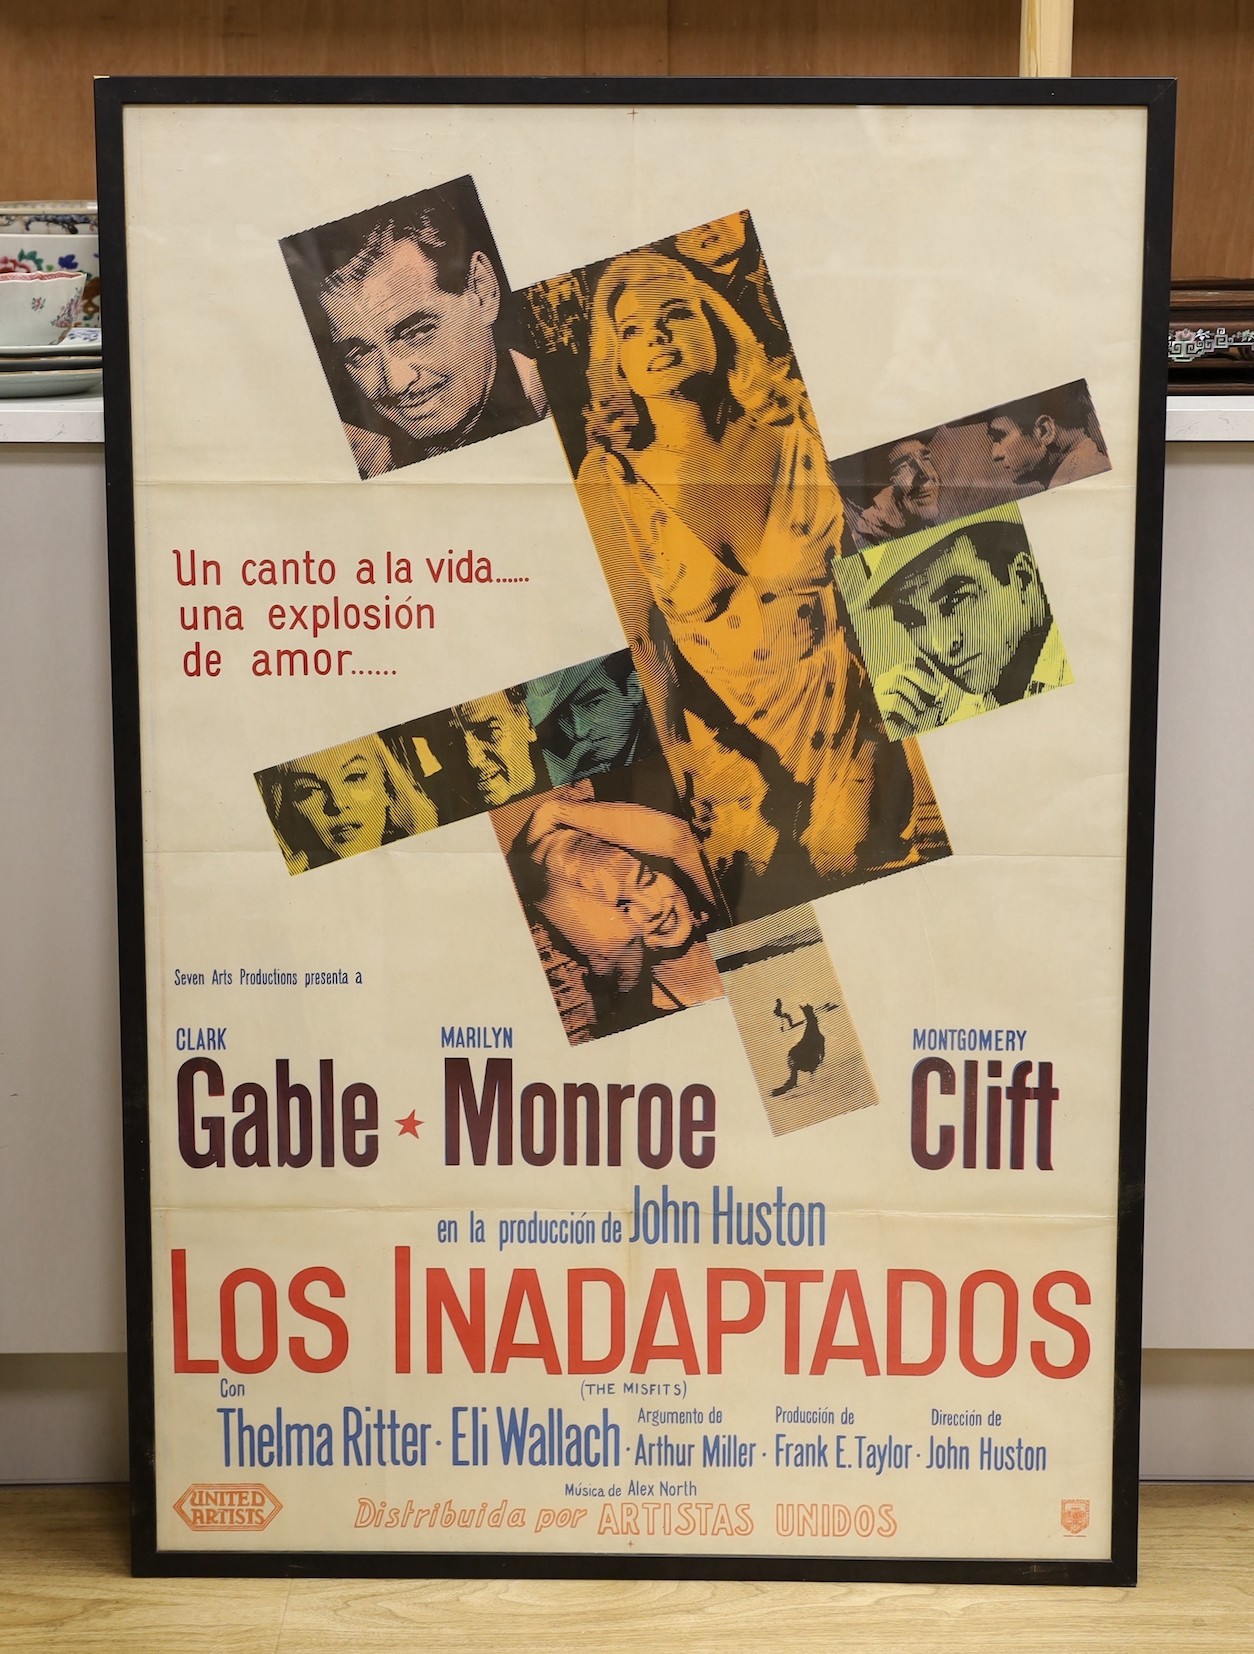 Un canto a la vida......
una explosión
de amor......
Seven Arts Productions presenta a
CLARK
Gable
MARILYN
Monroe
MONTGOMERY
Clift
en la producción de John Huston
LOS INADAPTADOS
(THE MISFITS)
Con
Thelma Ritter · Eli Wallach ·
Argumento de
Arthur Miller ·
Producción de
Frank E. Taylor ·
Dirección de
John Huston
Música de Alex North
UNITED
ARTISTS
Distribuida por ARTISTAS UNIDOS